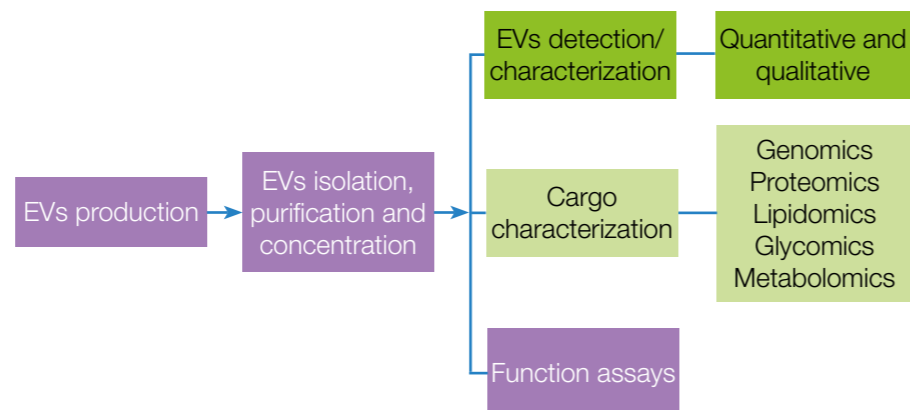 EVs production
EVs isolation,
purification and
concentration
EVs detection/
characterization
Quantitative and
qualitative
Cargo
characterization
Genomics
Proteomics
Lipidomics
Glycomics
Metabolomics
Function assays